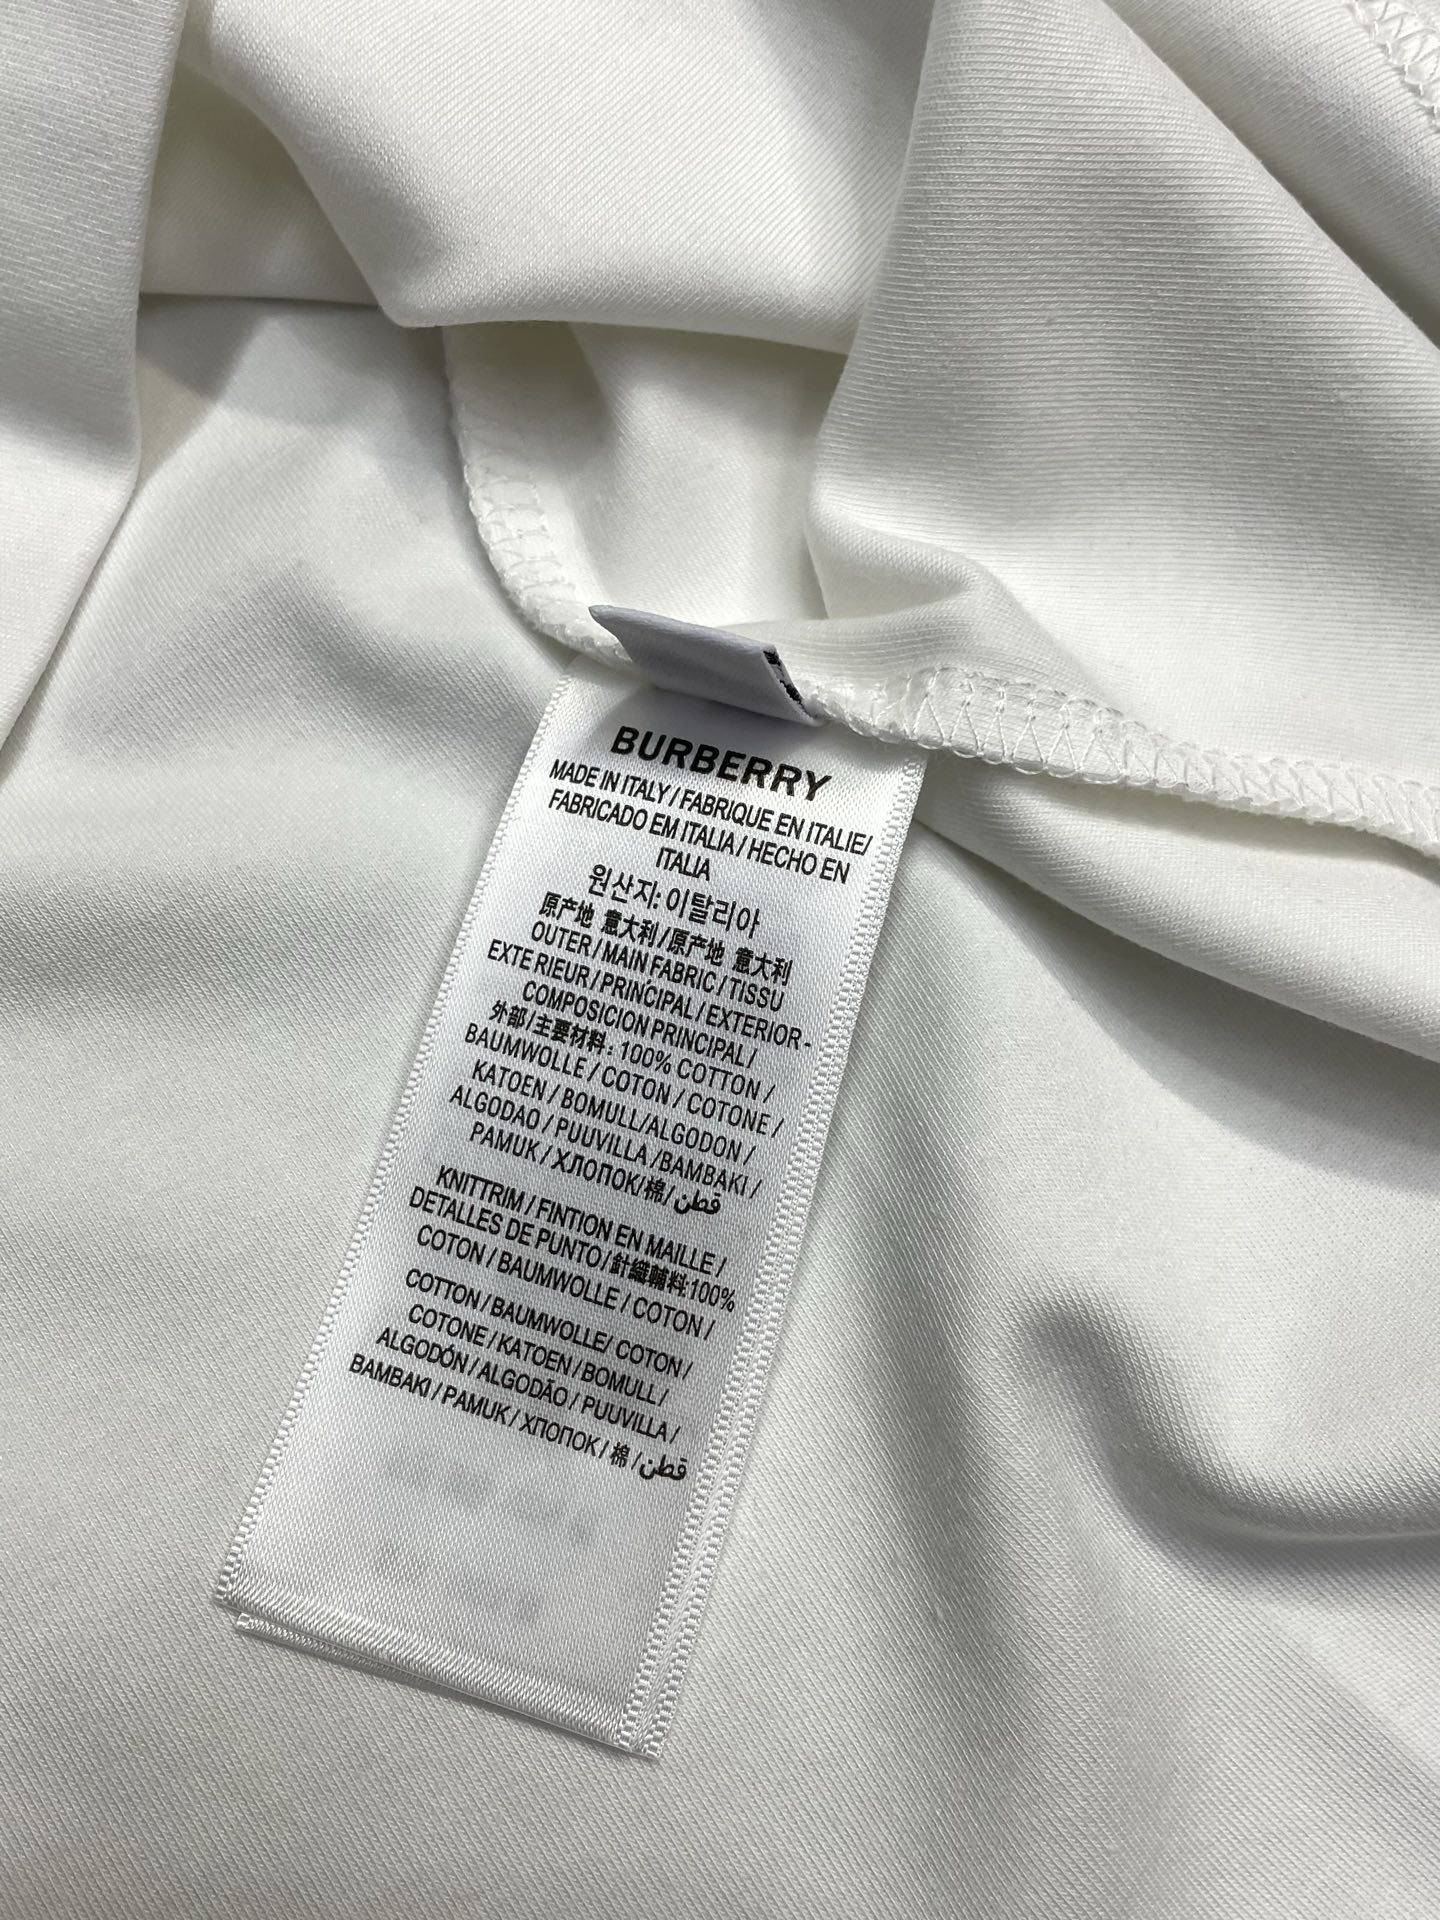 BURBERRY
MADE IN ITALY / FABRIQUE EN ITALIE/
FABRICADO EM ITALIA / HECHO EN
ITALIA
원산지: 이탈리아
原产地 意大利/原产地 意大利
OUTER / MAIN FABRIC / TISSU
EXTE RIEUR / PRINCIPAL / EXTERIOR-
COMPOSICION PRINCIPAL /
外部/主要材料: 100% COTTON /
BAUMWOLLE / COTON / COTONE /
KATOEN / BOMULL/ALGODON /
ALGODAO / PUUVILLA /BAMBAKI /
PAMUK / ХЛОПОК/棉/قطن
KNITTRIM / FINTION EN MAILLE /
DETALLES DE PUNTO/針織輔料:100%
COTON / BAUMWOLLE / COTON /
COTTON / BAUMWOLLE/ COTON /
COTONE / KATOEN / BOMULL /
ALGODÓN / ALGODÃO / PUUVILLA /
BAMBAKI / PAMUK / ХПОПОК / 棉 / قطن